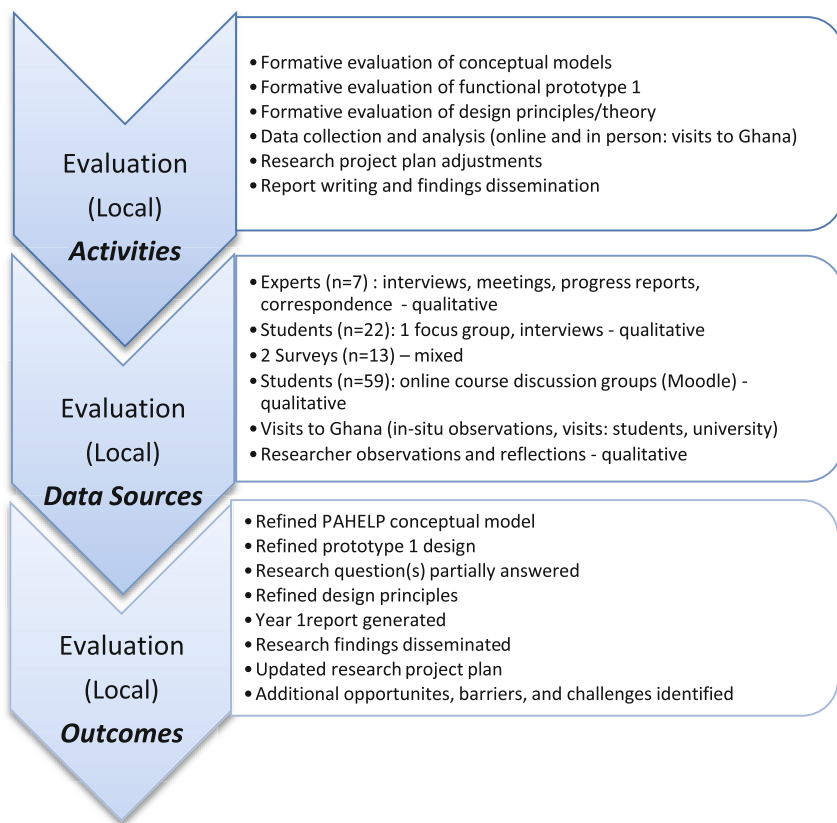 Evaluation
(Local)
Activities
• Formative evaluation of conceptual models
• Formative evaluation of functional prototype 1
• Formative evaluation of design principles/theory
• Data collection and analysis (online and in person: visits to Ghana)
• Research project plan adjustments
• Report writing and findings dissemination
Evaluation
(Local)
Data Sources
• Experts (n=7) : interviews, meetings, progress reports,
correspondence - qualitative
• Students (n=22): 1 focus group, interviews - qualitative
• 2 Surveys (n=13) – mixed
• Students (n=59): online course discussion groups (Moodle) -
qualitative
• Visits to Ghana (in-situ observations, visits: students, university)
• Researcher observations and reflections - qualitative
Evaluation
(Local)
Outcomes
• Refined PAHELP conceptual model
• Refined prototype 1 design
• Research question(s) partially answered
• Refined design principles
• Year 1report generated
• Research findings disseminated
• Updated research project plan
• Additional opportunites, barriers, and challenges identified